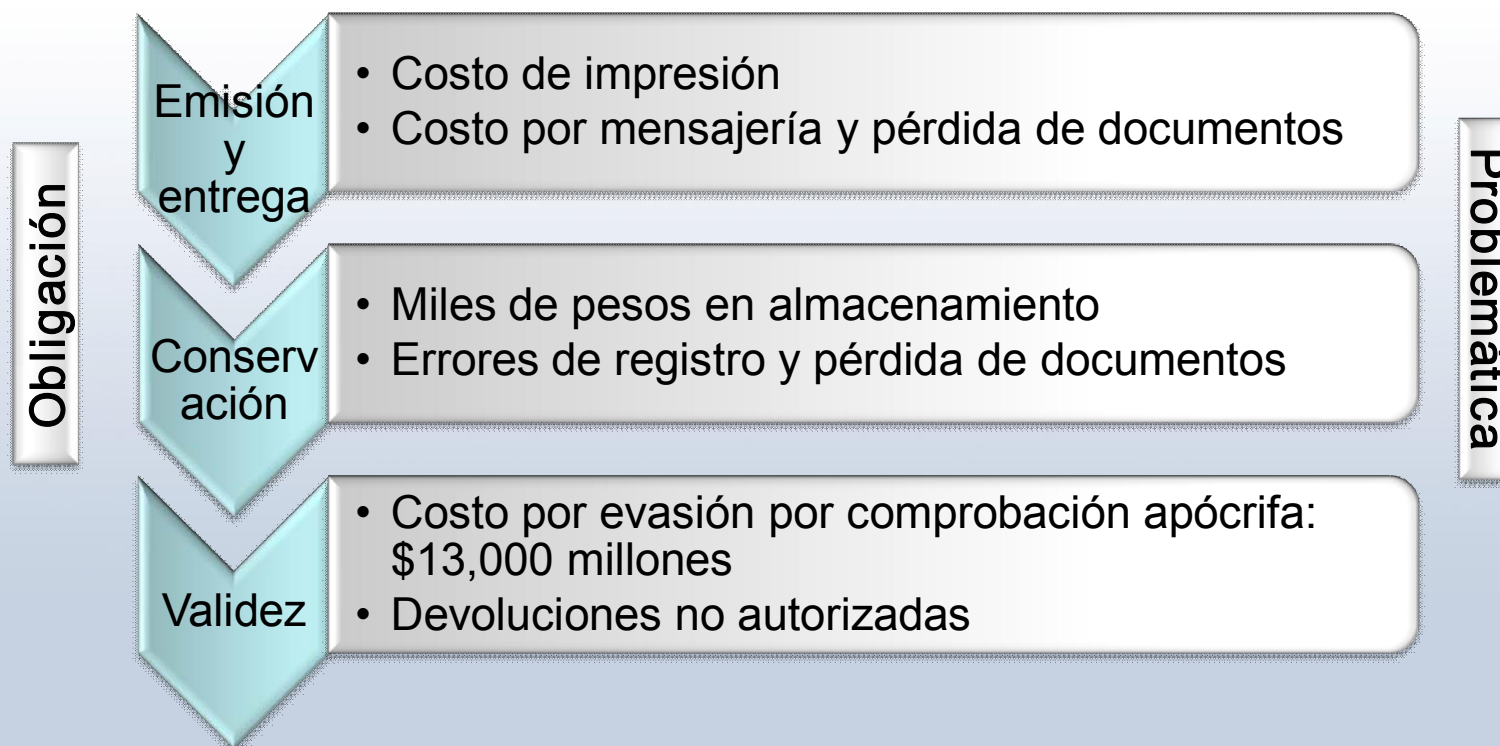 Obligación
Emisión
y
entrega
• Costo de impresión
• Costo por mensajería y pérdida de documentos
Conserv
ación
• Miles de pesos en almacenamiento
• Errores de registro y pérdida de documentos
Validez
• Costo por evasión por comprobación apócrifa:
$13,000 millones
• Devoluciones no autorizadas
Problemática